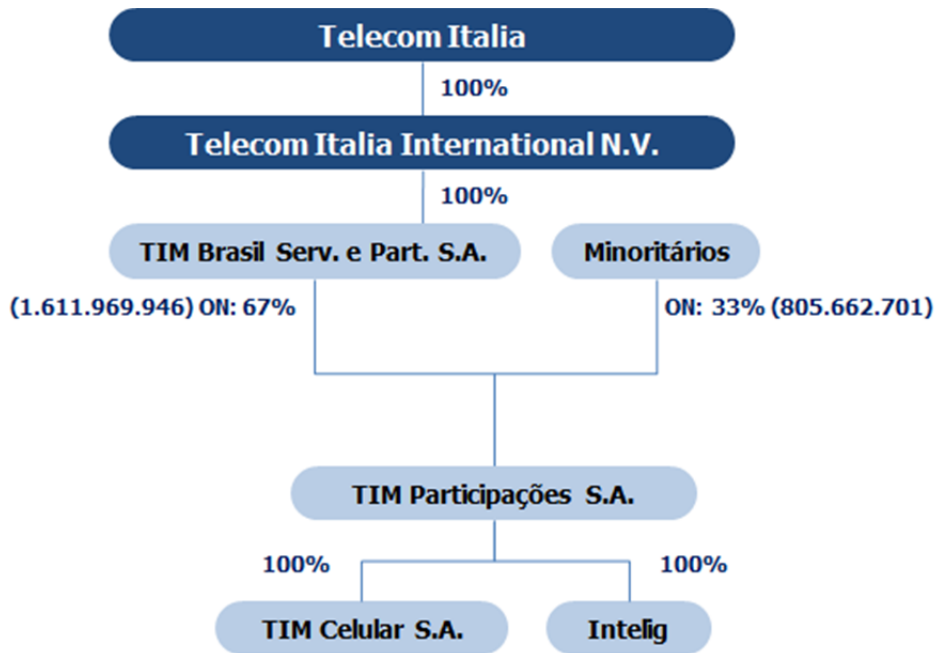 Telecom Italia
100%
Telecom Italia International N.V.
100%
TIM Brasil Serv. e Part. S.A.
Minoritários
(1.611.969.946) ON: 67%
ON: 33% (805.662.701)
TIM Participações S.A.
100%
100%
TIM Celular S.A.
Intelig